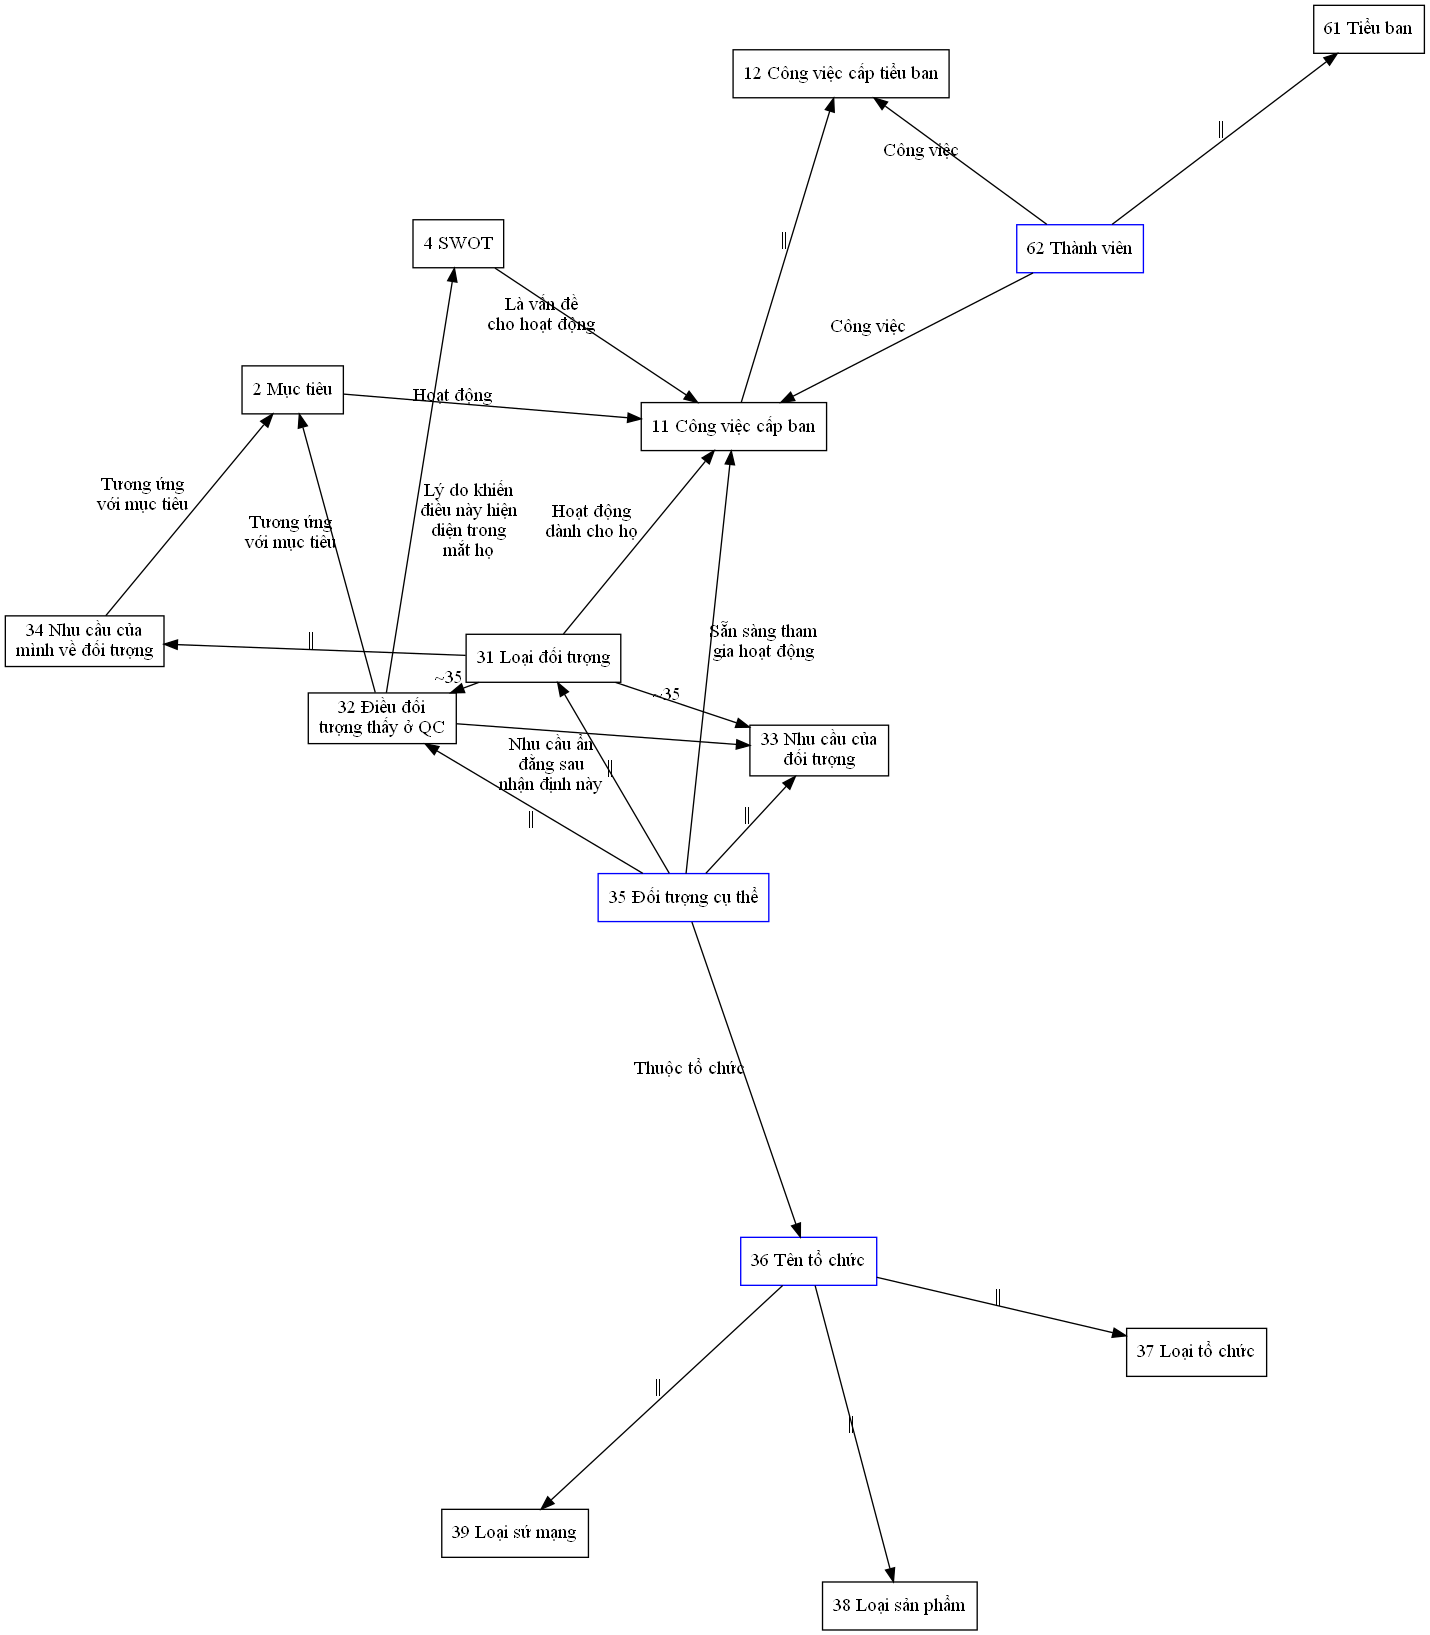 61 Tiểu ban
12 Công việc cấp tiểu ban
‖
Công việc
4 SWOT
‖
62 Thành viên
Là vấn đề
cho hoạt động
Công việc
2 Mục tiêu
Hoạt động
11 Công việc cấp ban
Tương ứng
với mục tiêu
Lý do khiến
điều này hiện
diện trong
mắt họ
Hoạt động
dành cho họ
Tương ứng
với mục tiêu
34 Nhu cầu của
mình về đối tượng
‖
31 Loại đối tượng
Sẵn sàng tham
gia hoạt động
~35
~35
32 Điều đối
tượng thấy ở QC
33 Nhu cầu của
đối tượng
Nhu cầu ẩn
đằng sau
nhận định này
‖
‖
‖
35 Đối tượng cụ thể
Thuộc tổ chức
36 Tên tổ chức
‖
37 Loại tổ chức
‖
‖
39 Loại sứ mạng
38 Loại sản phẩm